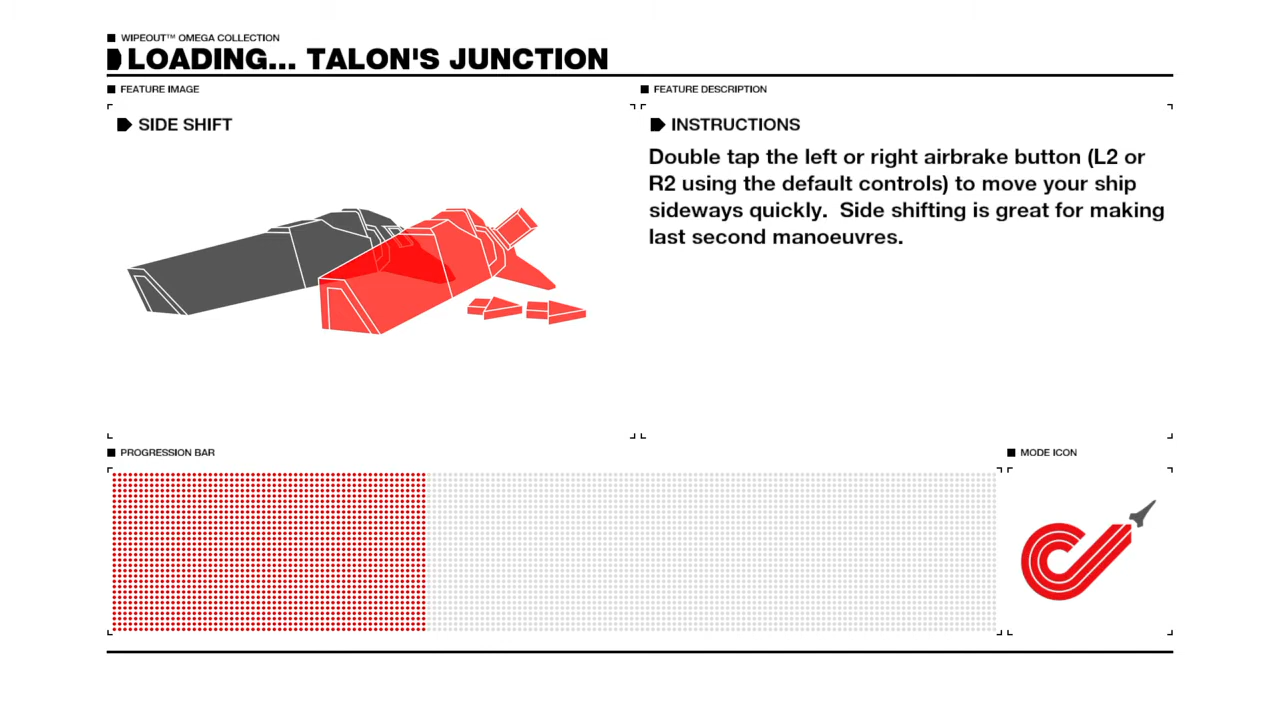 WIPEOUT™ OMEGA COLLECTION
LOADING... TALON'S JUNCTION
FEATURE IMAGE
SIDE SHIFT
FEATURE DESCRIPTION
INSTRUCTIONS
Double tap the left or right airbrake button (L2 or
R2 using the default controls) to move your ship
sideways quickly.  Side shifting is great for making
last second manoeuvres.
PROGRESSION BAR
MODE ICON